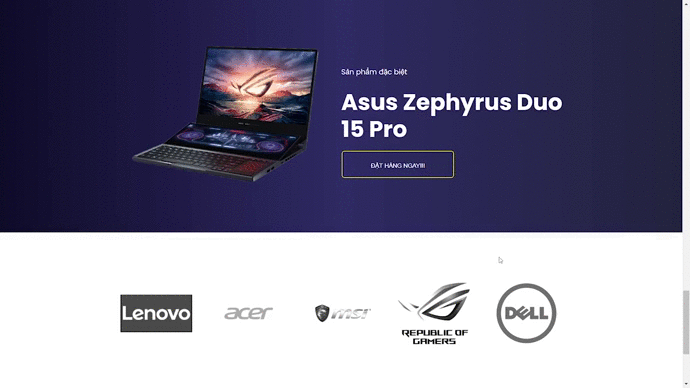 Sản phẩm đặc biệt
Asus Zephyrus Duo
15 Pro
ĐẶT HÀNG NGAY!!!
Lenovo
acer
msi
REPUBLIC OF
GAMERS
DELL